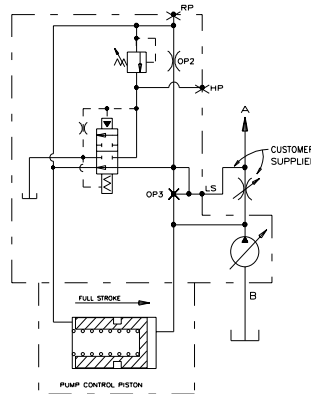 RP
OP2
HP
A
CUSTOMER
SUPPLIED
OP3
LS
B
FULL STROKE
PUMP CONTROL PISTON